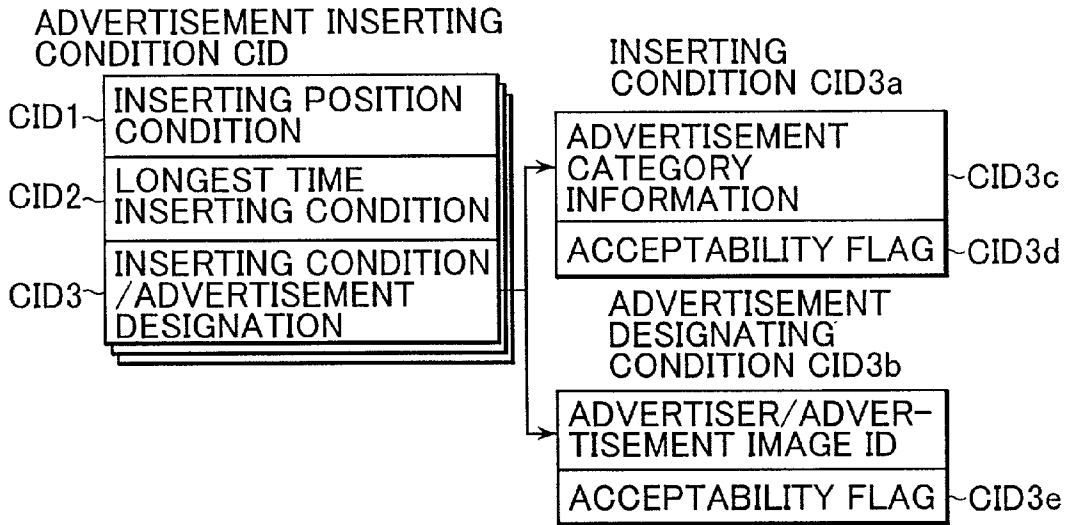 ADVERTISEMENT INSERTING
CONDITION CID
CID1
INSERTING POSITION
CONDITION
CID2
LONGEST TIME
INSERTING CONDITION
CID3
INSERTING CONDITION
/ADVERTISEMENT
DESIGNATION
INSERTING
CONDITION CID3a
ADVERTISEMENT
CATEGORY
INFORMATION
CID3c
ACCEPTABILITY FLAG
CID3d
ADVERTISEMENT
DESIGNATING
CONDITION CID3b
ADVERTISER/ADVER-
TISEMENT IMAGE ID
ACCEPTABILITY FLAG
CID3e